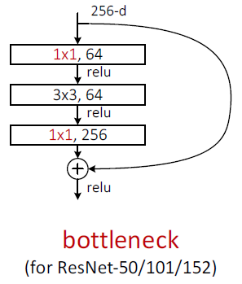 256-d
1x1, 64
relu
3x3, 64
relu
1x1, 256
+
relu
bottleneck
(for ResNet-50/101/152)